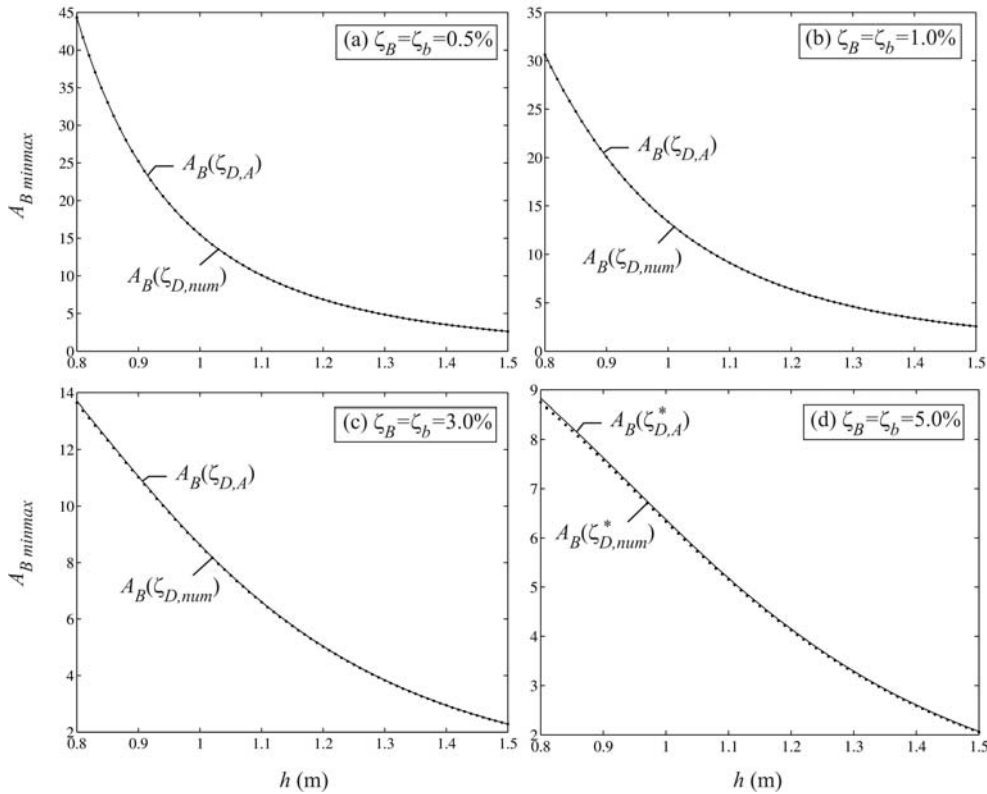 45
40
35
30
25
20
15
10
5
0
0.8 0.9 1 1.1 1.2 1.3 1.4 1.5
A_B minmax
(a) ζ_B=ζ_b=0.5%
A_B(ζ_D,A)
A_B(ζ_D,num)
35
30
25
20
15
10
5
0
0.8 0.9 1 1.1 1.2 1.3 1.4 1.5
(b) ζ_B=ζ_b=1.0%
A_B(ζ_D,A)
A_B(ζ_D,num)
14
12
10
8
6
4
2
0.8 0.9 1 1.1 1.2 1.3 1.4 1.5
A_B minmax
h (m)
(c) ζ_B=ζ_b=3.0%
A_B(ζ_D,A)
A_B(ζ_D,num)
9
8
7
6
5
4
3
2
0.8 0.9 1 1.1 1.2 1.3 1.4 1.5
h (m)
(d) ζ_B=ζ_b=5.0%
A_B(ζ*_D,A)
A_B(ζ*_D,num)